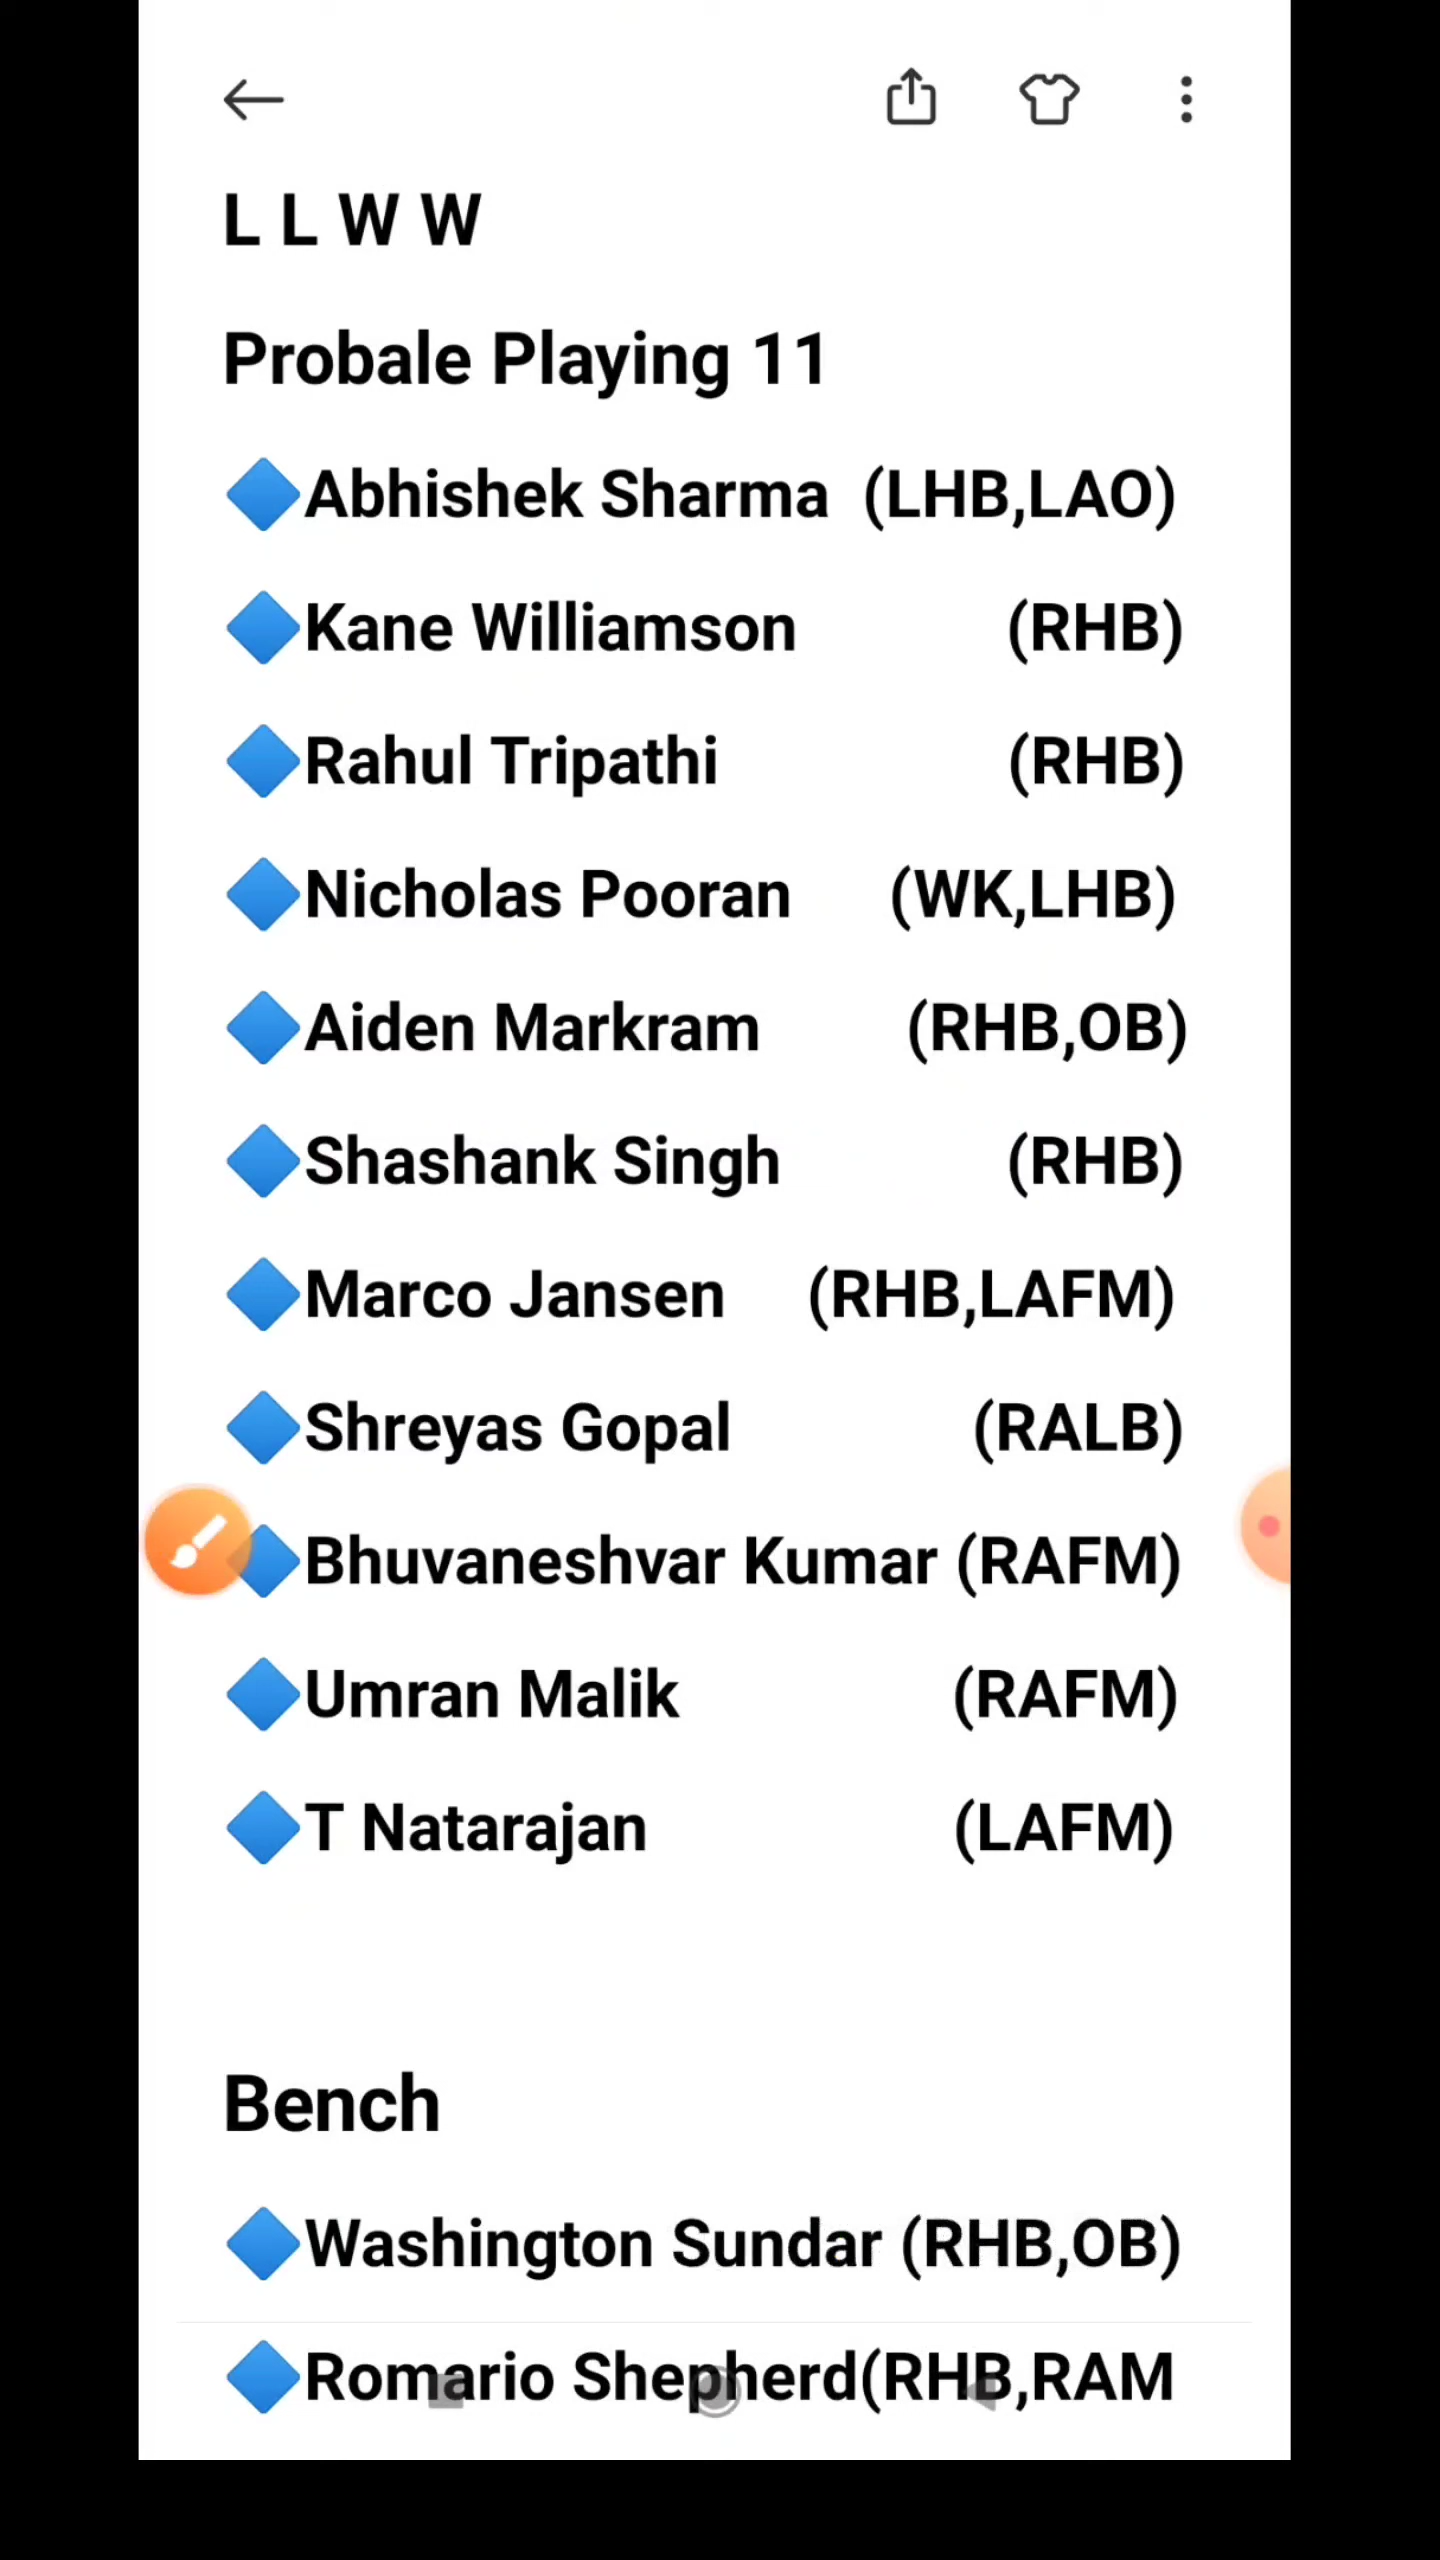 L L W W
Probale Playing 11
🔷Abhishek Sharma (LHB,LAO)
🔷Kane Williamson (RHB)
🔷Rahul Tripathi (RHB)
🔷Nicholas Pooran (WK,LHB)
🔷Aiden Markram (RHB,OB)
🔷Shashank Singh (RHB)
🔷Marco Jansen (RHB,LAFM)
🔷Shreyas Gopal (RALB)
🔷Bhuvaneshvar Kumar (RAFM)
🔷Umran Malik (RAFM)
🔷T Natarajan (LAFM)
Bench
🔷Washington Sundar (RHB,OB)
🔷Romario Shepherd(RHB,RAM